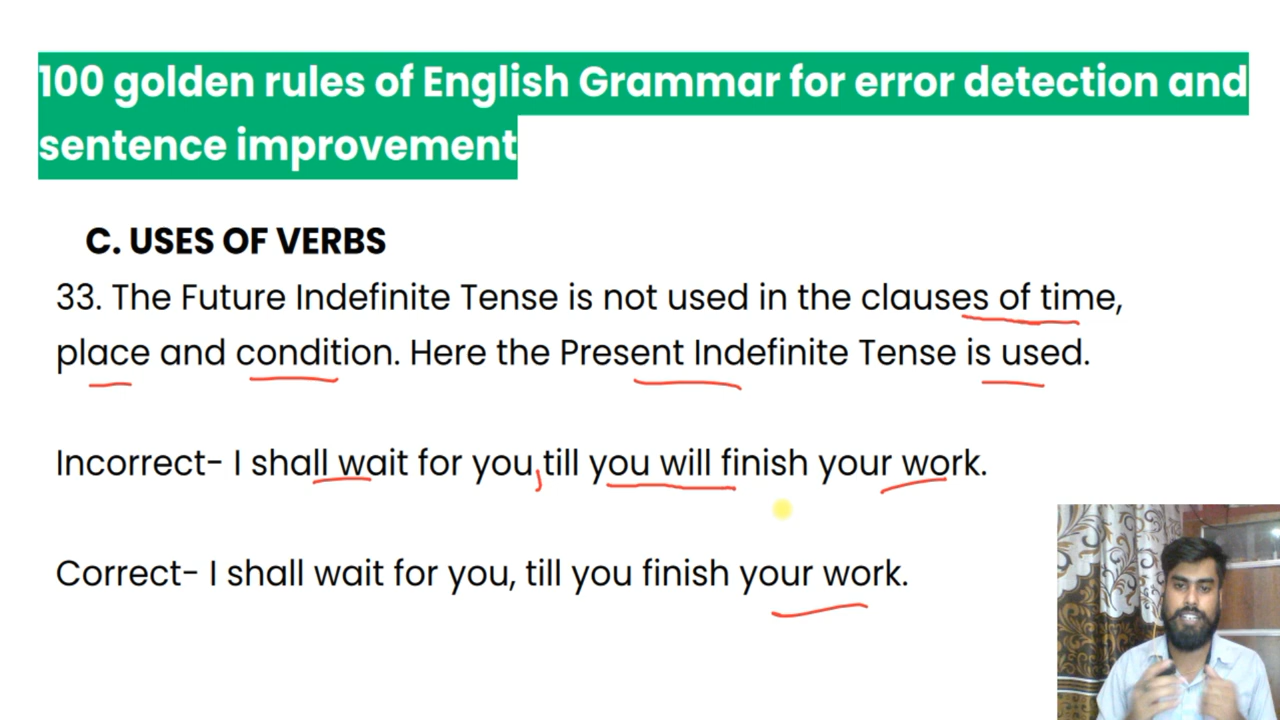 100 golden rules of English Grammar for error detection and
sentence improvement
C. USES OF VERBS
33. The Future Indefinite Tense is not used in the clauses of time,
place and condition. Here the Present Indefinite Tense is used.
Incorrect- I shall wait for you, till you will finish your work.
Correct- I shall wait for you, till you finish your work.